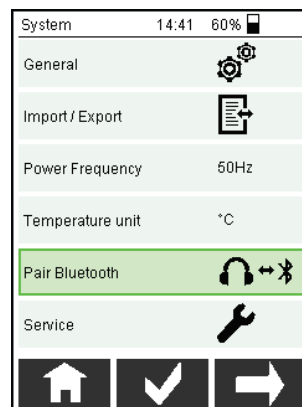 System 14:41 60%
General
Import / Export
Power Frequency 50Hz
Temperature unit °C
Pair Bluetooth
Service